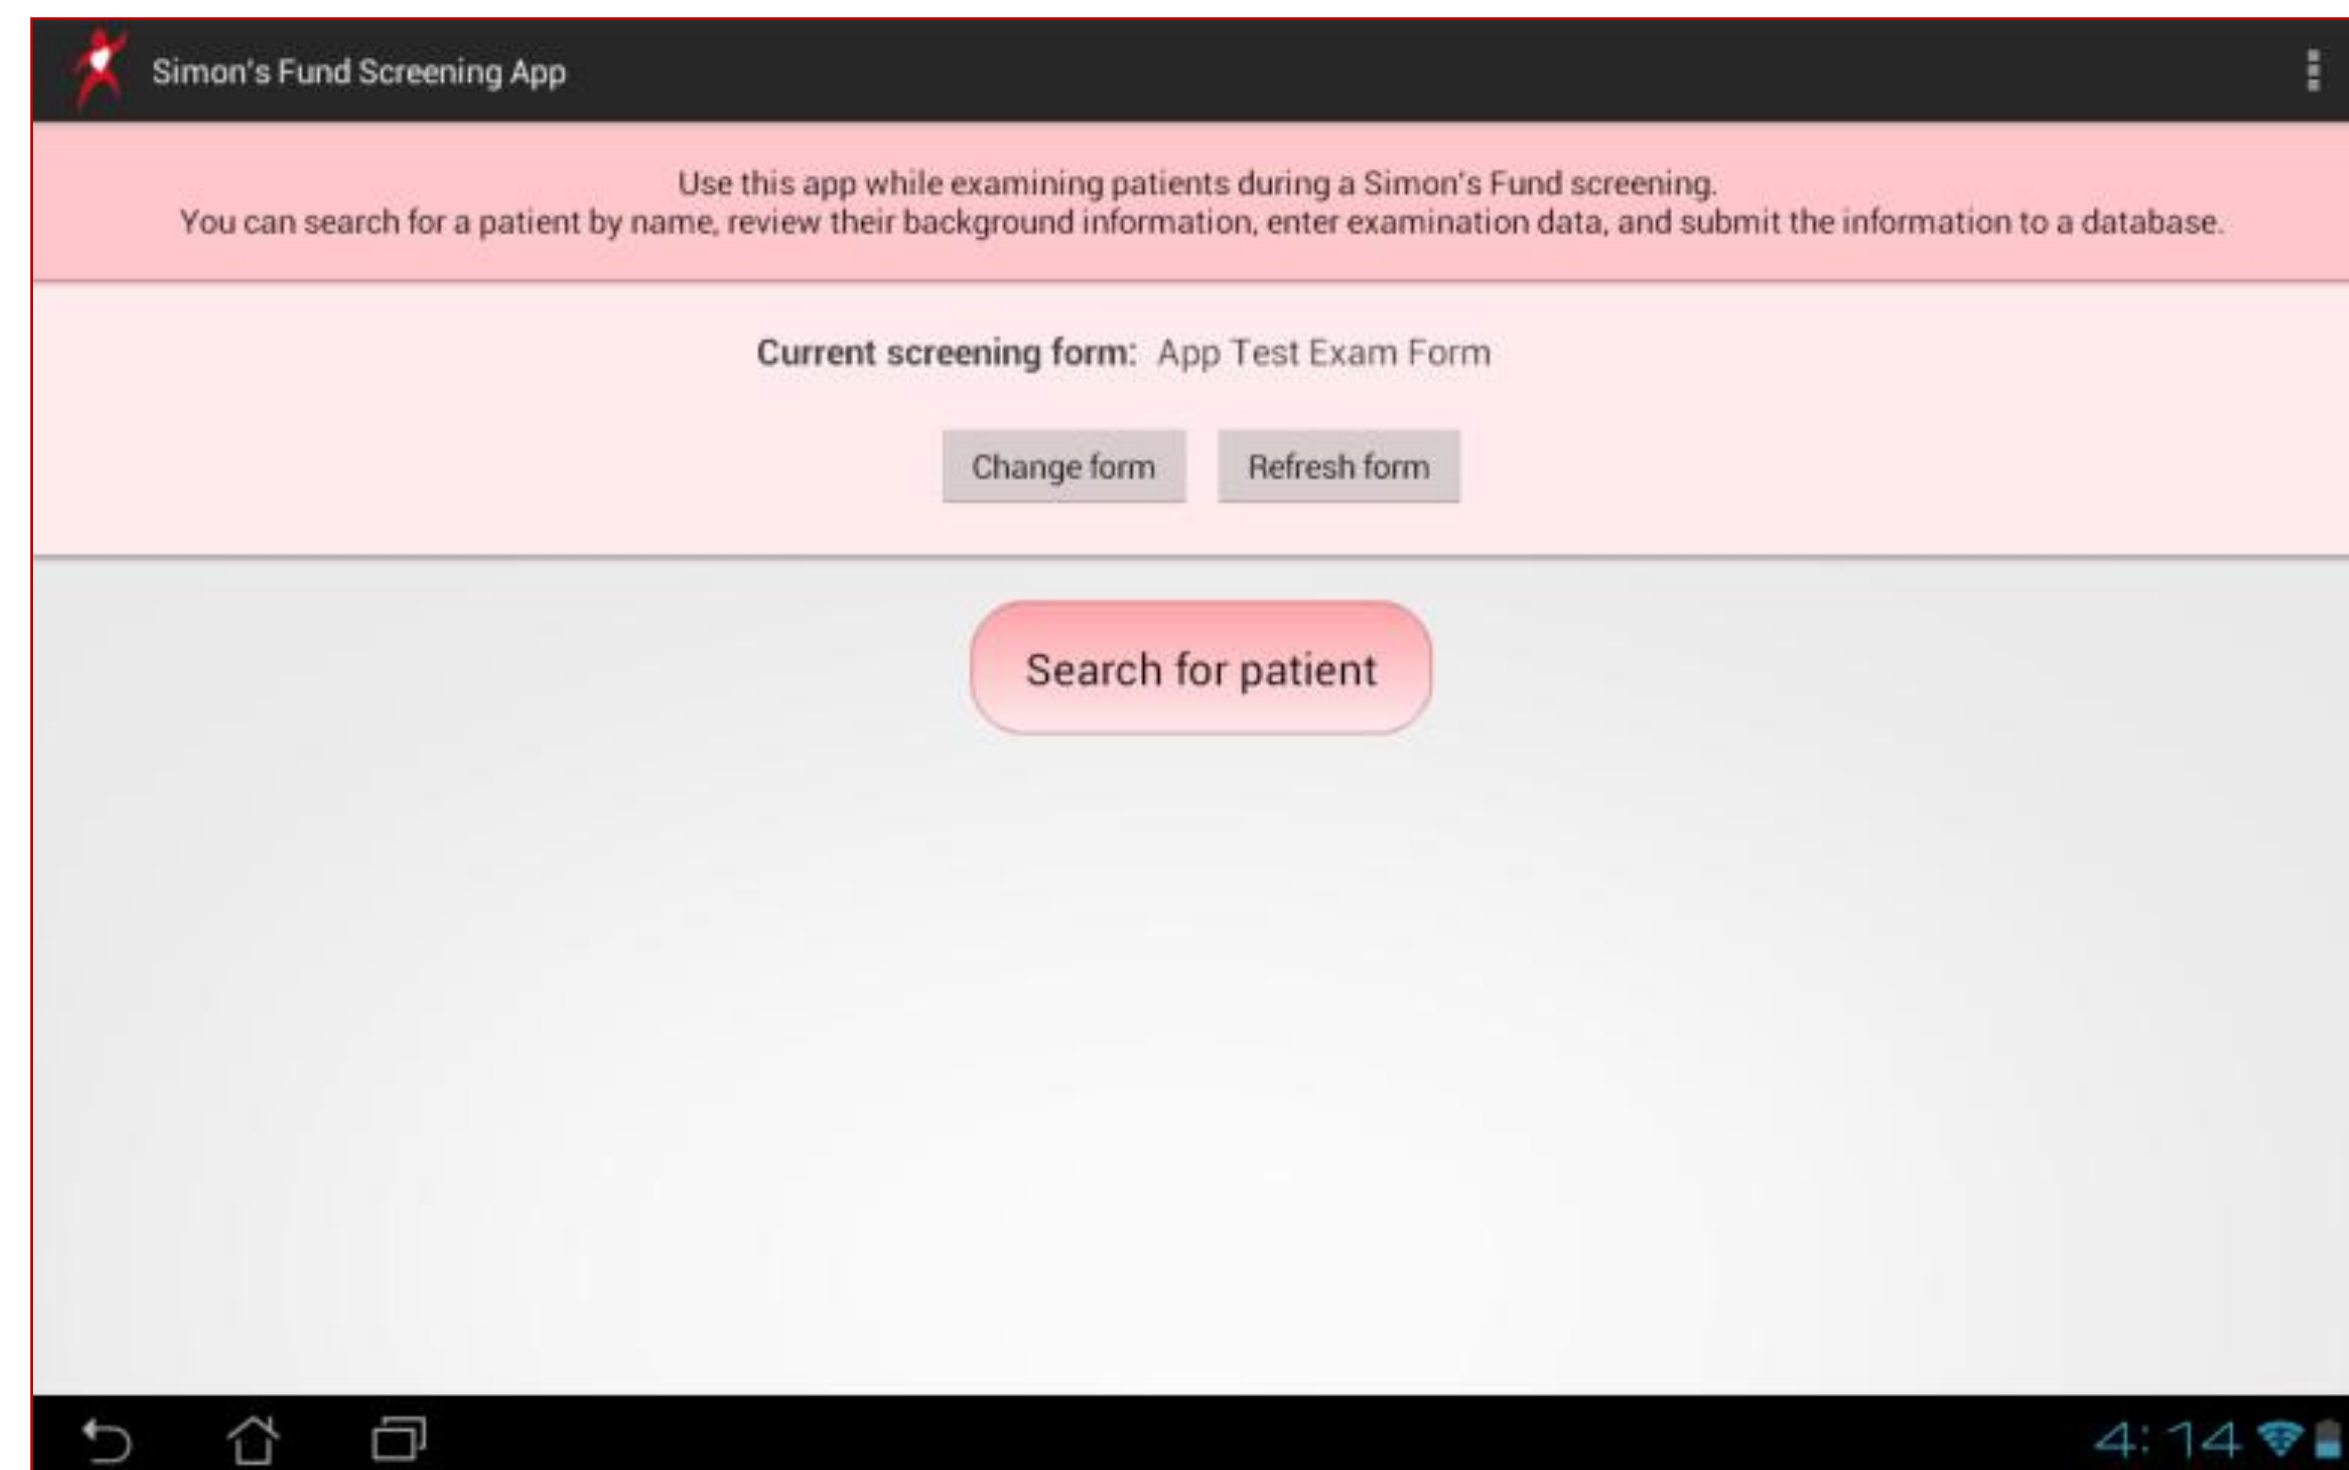 Simon's Fund Screening App
Use this app while examining patients during a Simon's Fund screening.
You can search for a patient by name, review their background information, enter examination data, and submit the information to a database.
Current screening form: App Test Exam Form
Change form Refresh form
Search for patient
4:14